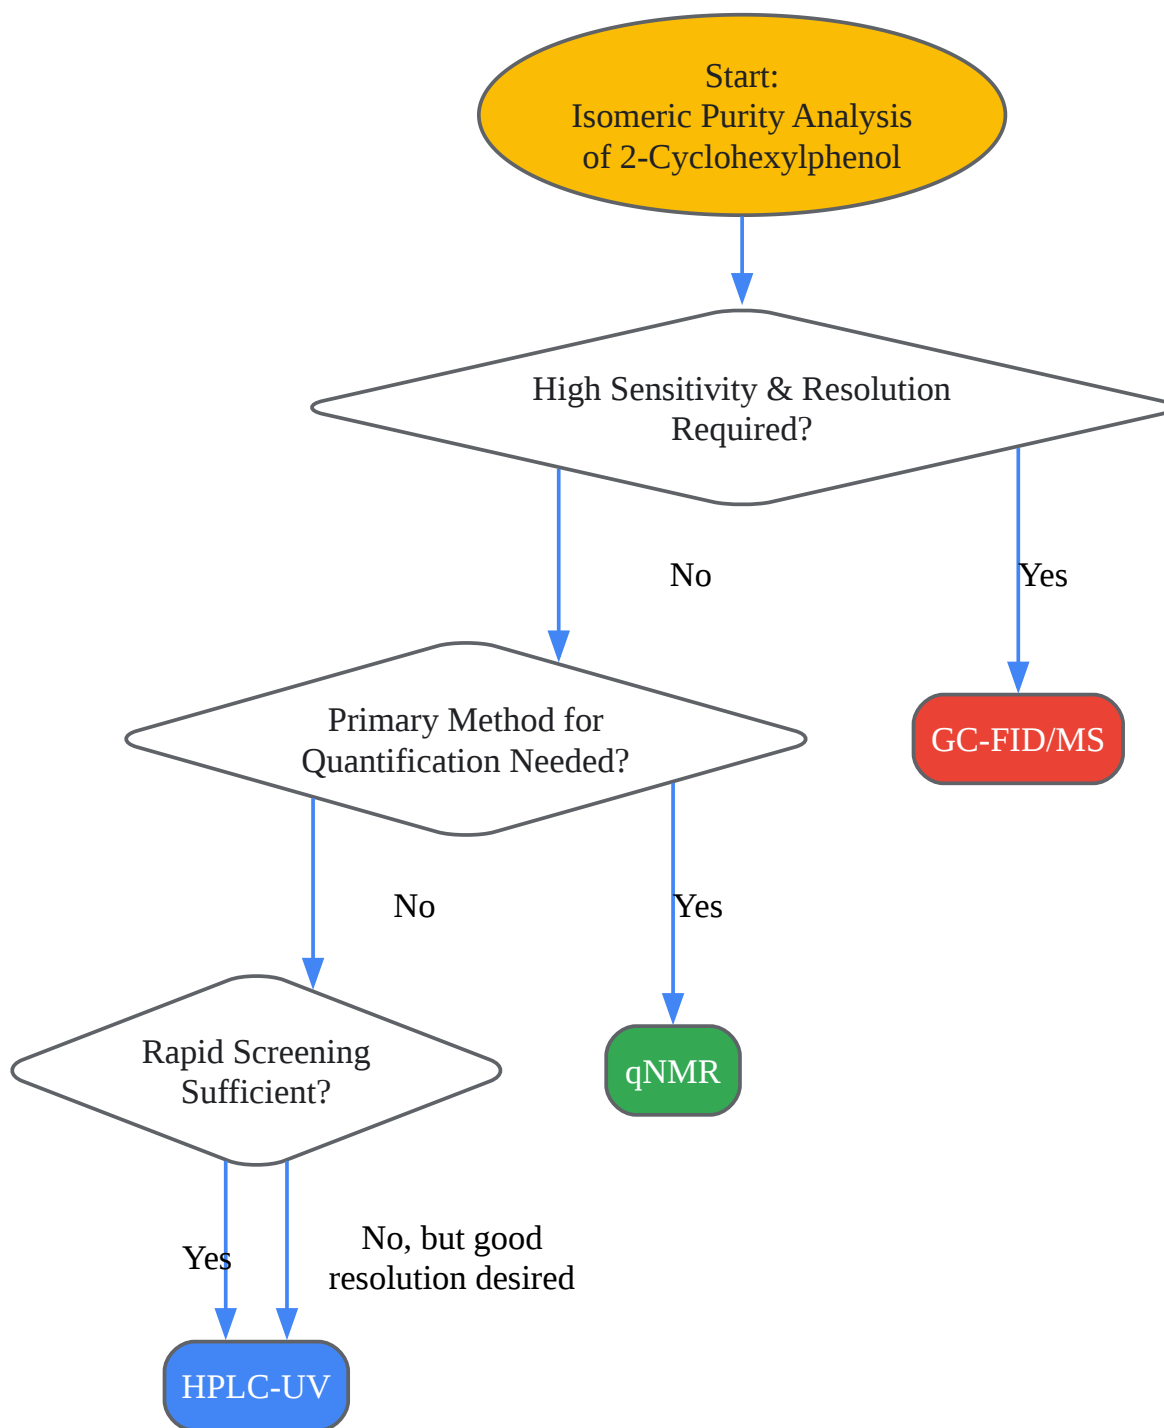 Start:
Isomeric Purity Analysis
of 2-Cyclohexylphenol
High Sensitivity & Resolution
Required?
No
Yes
Primary Method for
Quantification Needed?
GC-FID/MS
No
Yes
Rapid Screening
Sufficient?
qNMR
Yes
No, but good
resolution desired
HPLC-UV